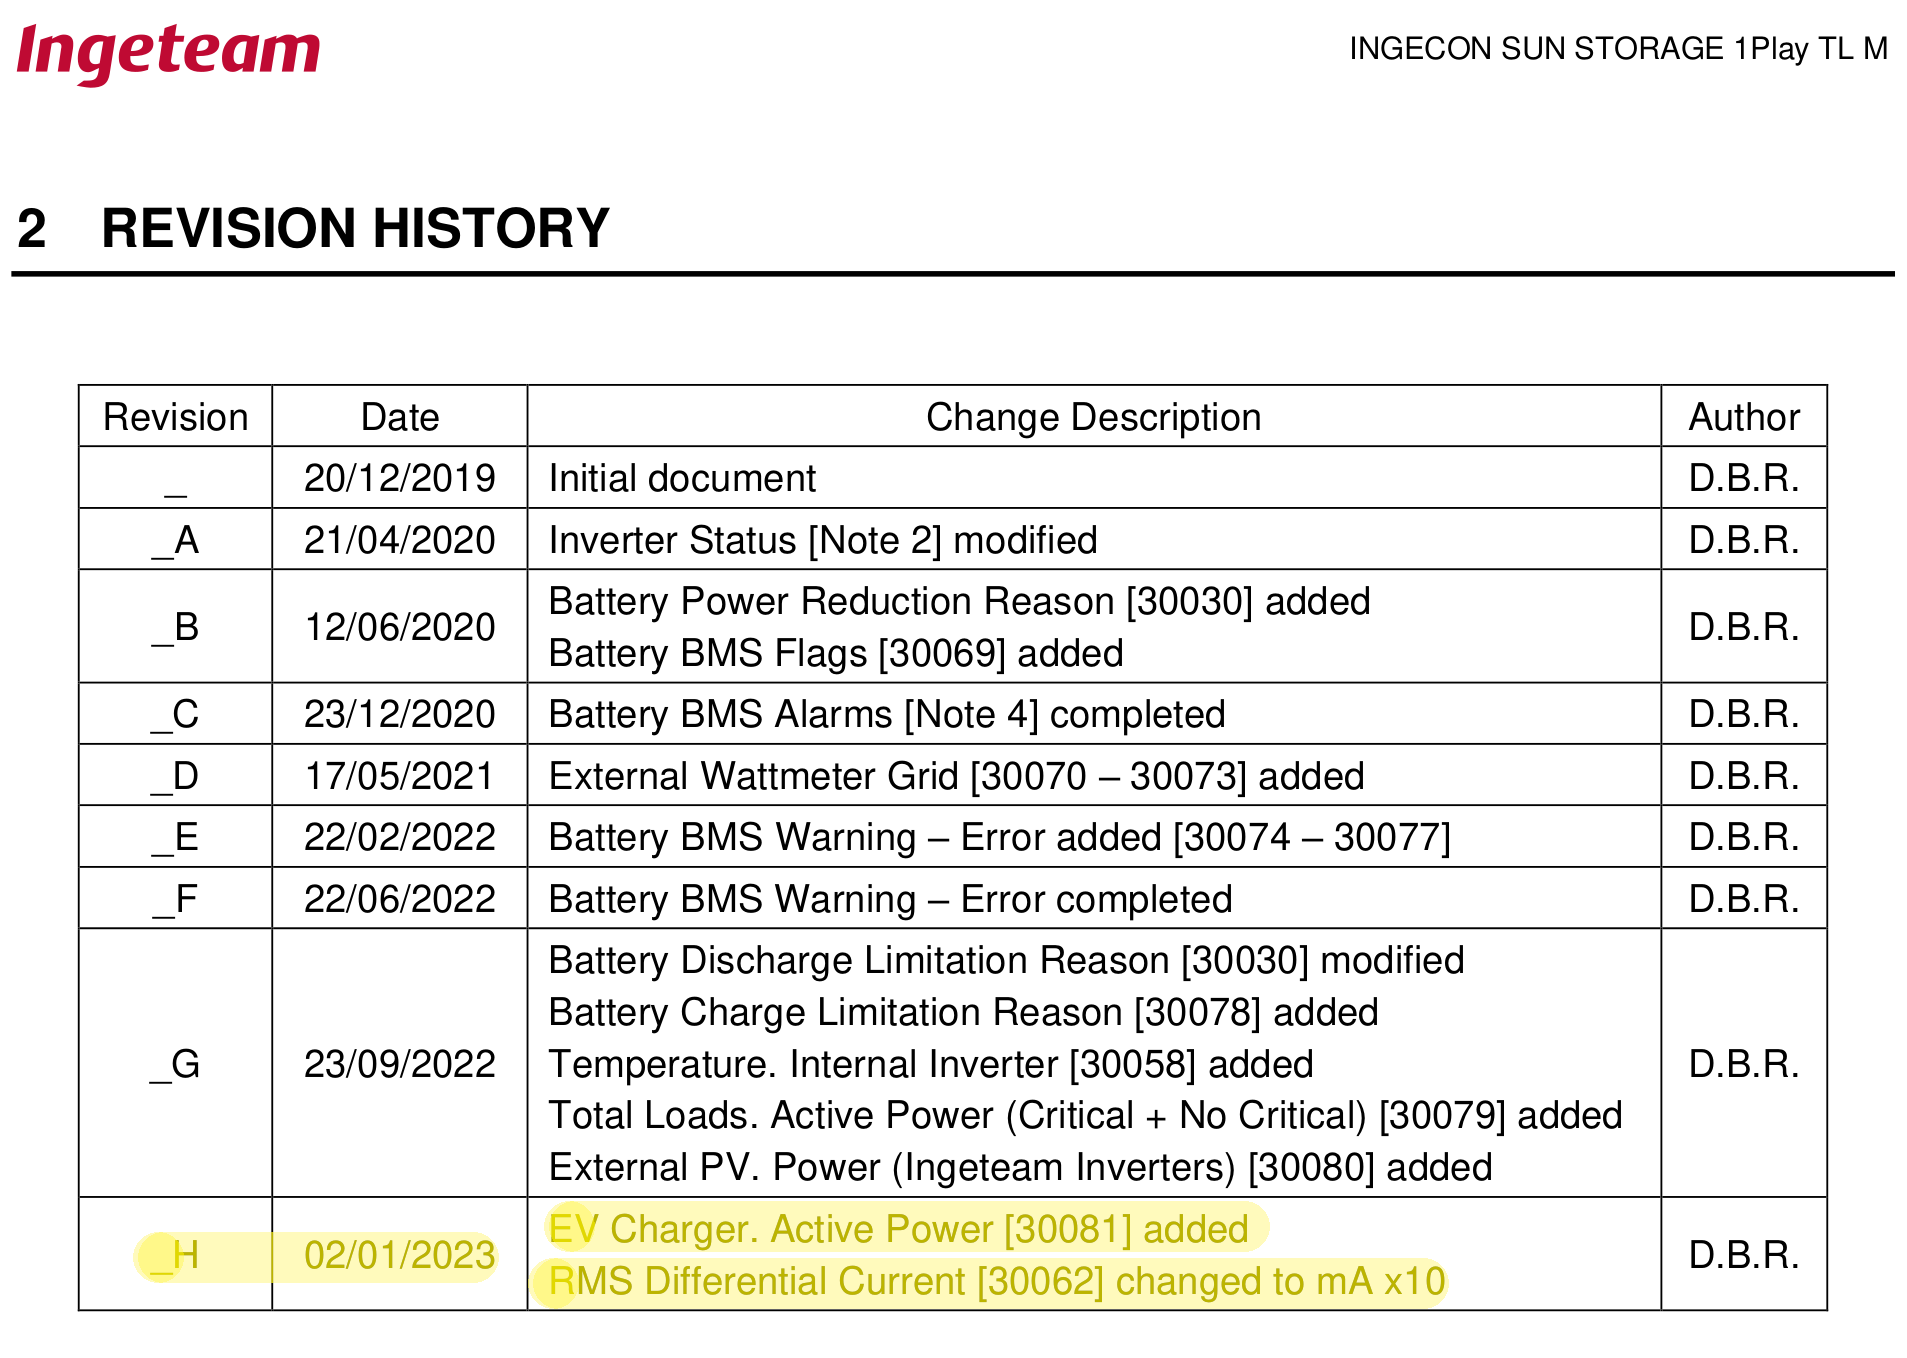 Ingeteam
INGECON SUN STORAGE 1Play TL M
2 REVISION HISTORY
Revision Date Change Description Author
_ 20/12/2019 Initial document D.B.R.
_A 21/04/2020 Inverter Status [Note 2] modified D.B.R.
_B 12/06/2020 Battery Power Reduction Reason [30030] added D.B.R.
Battery BMS Flags [30069] added
_C 23/12/2020 Battery BMS Alarms [Note 4] completed D.B.R.
_D 17/05/2021 External Wattmeter Grid [30070 – 30073] added D.B.R.
_E 22/02/2022 Battery BMS Warning – Error added [30074 – 30077] D.B.R.
_F 22/06/2022 Battery BMS Warning – Error completed D.B.R.
_G 23/09/2022 Battery Discharge Limitation Reason [30030] modified D.B.R.
Battery Charge Limitation Reason [30078] added
Temperature. Internal Inverter [30058] added
Total Loads. Active Power (Critical + No Critical) [30079] added
External PV. Power (Ingeteam Inverters) [30080] added
_H 02/01/2023 EV Charger. Active Power [30081] added D.B.R.
RMS Differential Current [30062] changed to mA x10